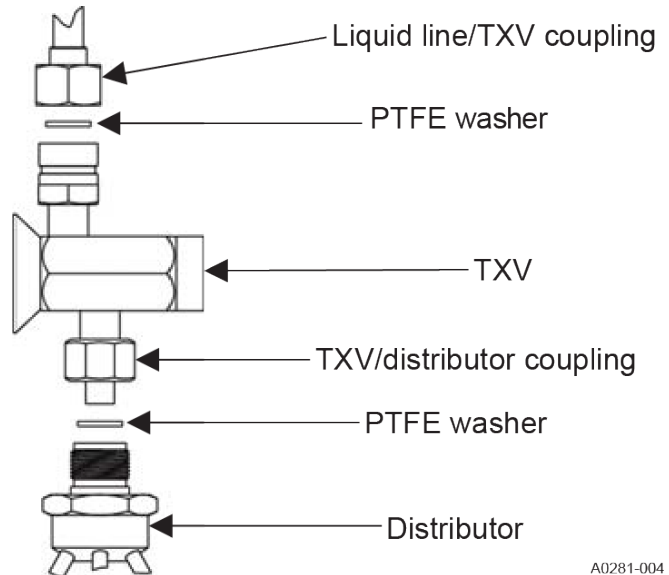 Liquid line/TXV coupling
PTFE washer
TXV
TXV/distributor coupling
PTFE washer
Distributor
A0281-004